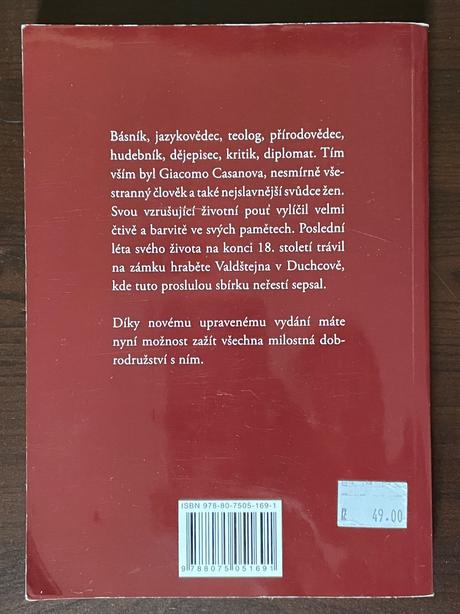 Básník, jazykovědec, teolog, přírodovědec,
hudebník, dějepisec, kritik, diplomat. Tím
vším byl Giacomo Casanova, nesmírně vše-
stranný člověk a také nejslavnější svůdce žen.
Svou vzrušující životní pouť vylíčil velmi
čtivě a barvitě ve svých pamětech. Poslední
léta svého života na konci 18. století trávil
na zámku hraběte Valdštejna v Duchcově,
kde tuto proslulou sbírku neřestí sepsal.
Díky novému upravenému vydání máte
nyní možnost zažít všechna milostná dob-
rodružství s ním.
49.00
ISBN 978-80-7505-169-1
9788075051691